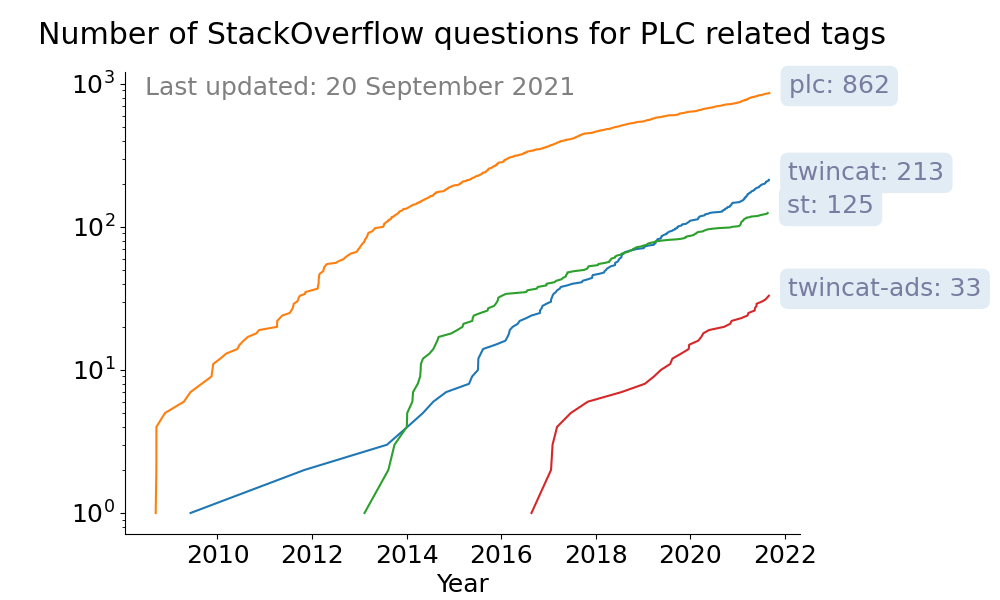 Number of StackOverflow questions for PLC related tags
Last updated: 20 September 2021
10³
10²
10¹
10⁰
plc: 862
twincat: 213
st: 125
twincat-ads: 33
2010 2012 2014 2016 2018 2020 2022
Year